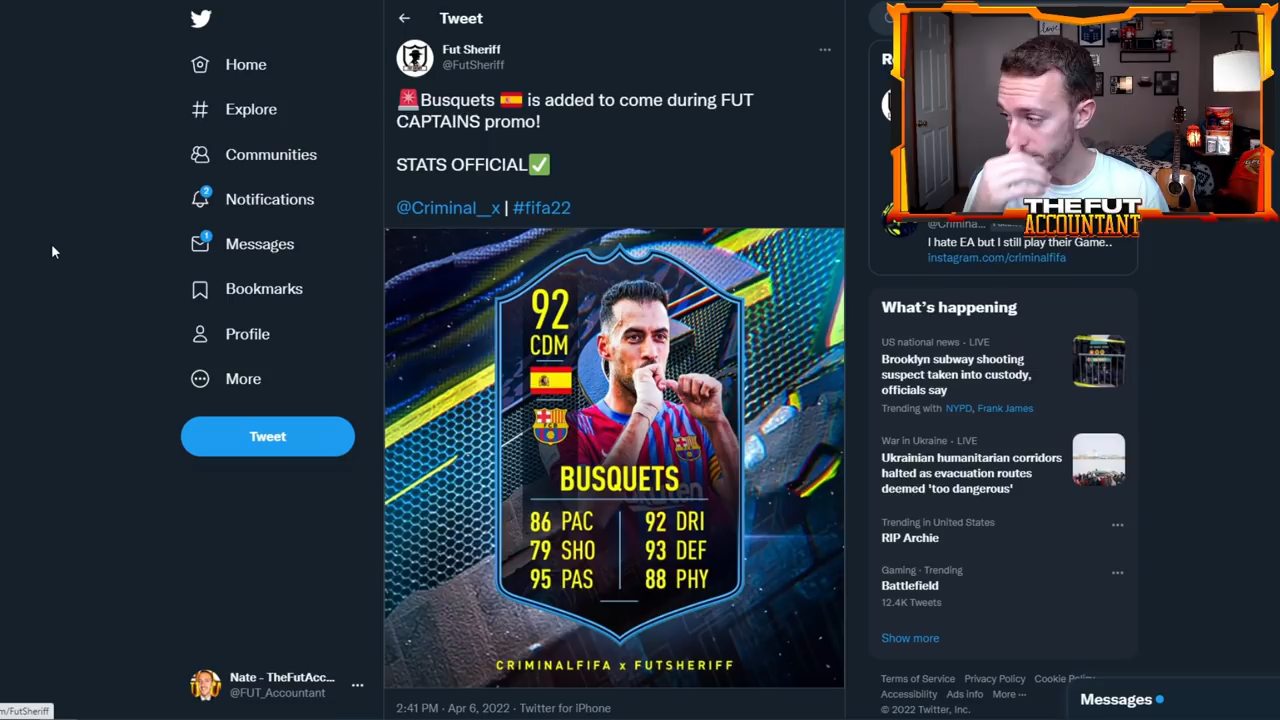 Home
Explore
Communities
2
Notifications
1
Messages
Bookmarks
Profile
More
Tweet
Nate - TheFutAcc...
@FUT_Accountant
m/FutSheriff
Tweet
Fut Sheriff
@FutSheriff
Busquets is added to come during FUT
CAPTAINS promo!
STATS OFFICIAL
@Criminal__x | #fifa22
92
CDM
BUSQUETS
86 PAC 92 DRI
79 SHO 93 DEF
95 PAS 88 PHY
CRIMINALFIFA x FUTSHERIFF
2:41 PM · Apr 6, 2022 · Twitter for iPhone
THE FUT
ACCOUNTANT
@Crimina...
I hate EA but I still play their Game..
instagram.com/criminalfifa
What's happening
US national news · LIVE
Brooklyn subway shooting
suspect taken into custody,
officials say
Trending with NYPD, Frank James
War in Ukraine · LIVE
Ukrainian humanitarian corridors
halted as evacuation routes
deemed 'too dangerous'
Trending in United States
RIP Archie
Gaming · Trending
Battlefield
12.4K Tweets
Show more
Terms of Service Privacy Policy Cookie
Accessibility Ads info More ···
© 2022 Twitter, Inc.
Messages